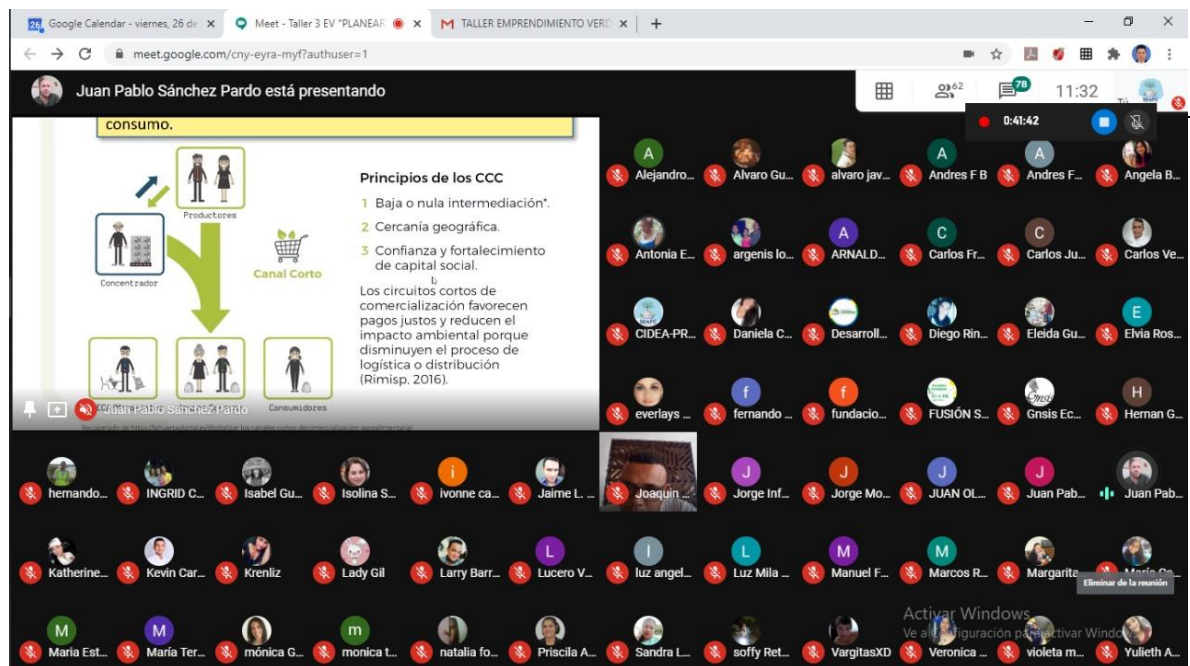 Google Calendar - viernes, 26 de
Meet - Taller 3 EV "PLANEAR
TALLER EMPRENDIMIENTO VERD
meet.google.com/cny-eyra-myf?authuser=1
Juan Pablo Sánchez Pardo está presentando
62
78
11:32
Tú
0:41:42
consumo.
Productores
Concentrador
Canal Corto
Principios de los CCC
1 Baja o nula intermediación*.
2 Cercanía geográfica.
3 Confianza y fortalecimiento
de capital social.
Los circuitos cortos de
comercialización favorecen
pagos justos y reducen el
impacto ambiental porque
disminuyen el proceso de
logística o distribución
(Rimisp, 2016).
Juan Pablo Sánchez Pardo
Consumidores
Alejandro... Alvaro Gu... alvaro jav... Andres F B Andres F... Angela B...
Antonia E... argenis lo... ARNALD... Carlos Fr... Carlos Ju... Carlos Ve...
CIDEA-PR... Daniela C... Desarroll... Diego Rin... Eleida Gu... Elvia Ros...
everlays ... fernando ... fundacio... FUSIÓN S... Gnsis Ec... Hernan G...
hernando... INGRID C... Isabel Gu... Isolina S... ivonne ca... Jaime L. ... Joaquin ... Jorge Inf... Jorge Mo... JUAN OL... Juan Pab... Juan Pab...
Katherine... Kevin Car... Krenliz Lady Gil Larry Barr... Lucero V... luz angel... Luz Mila ... Manuel F... Marcos R... Margarita
Eliminar de la reunión
Activar Windows
Ve a Configuración para activar Windows
Maria Est... María Ter... mónica G... monica t... natalia fo... Priscila A... Sandra L... soffy Ret... VargitasXD Veronica ... violeta m... Yulieth A...